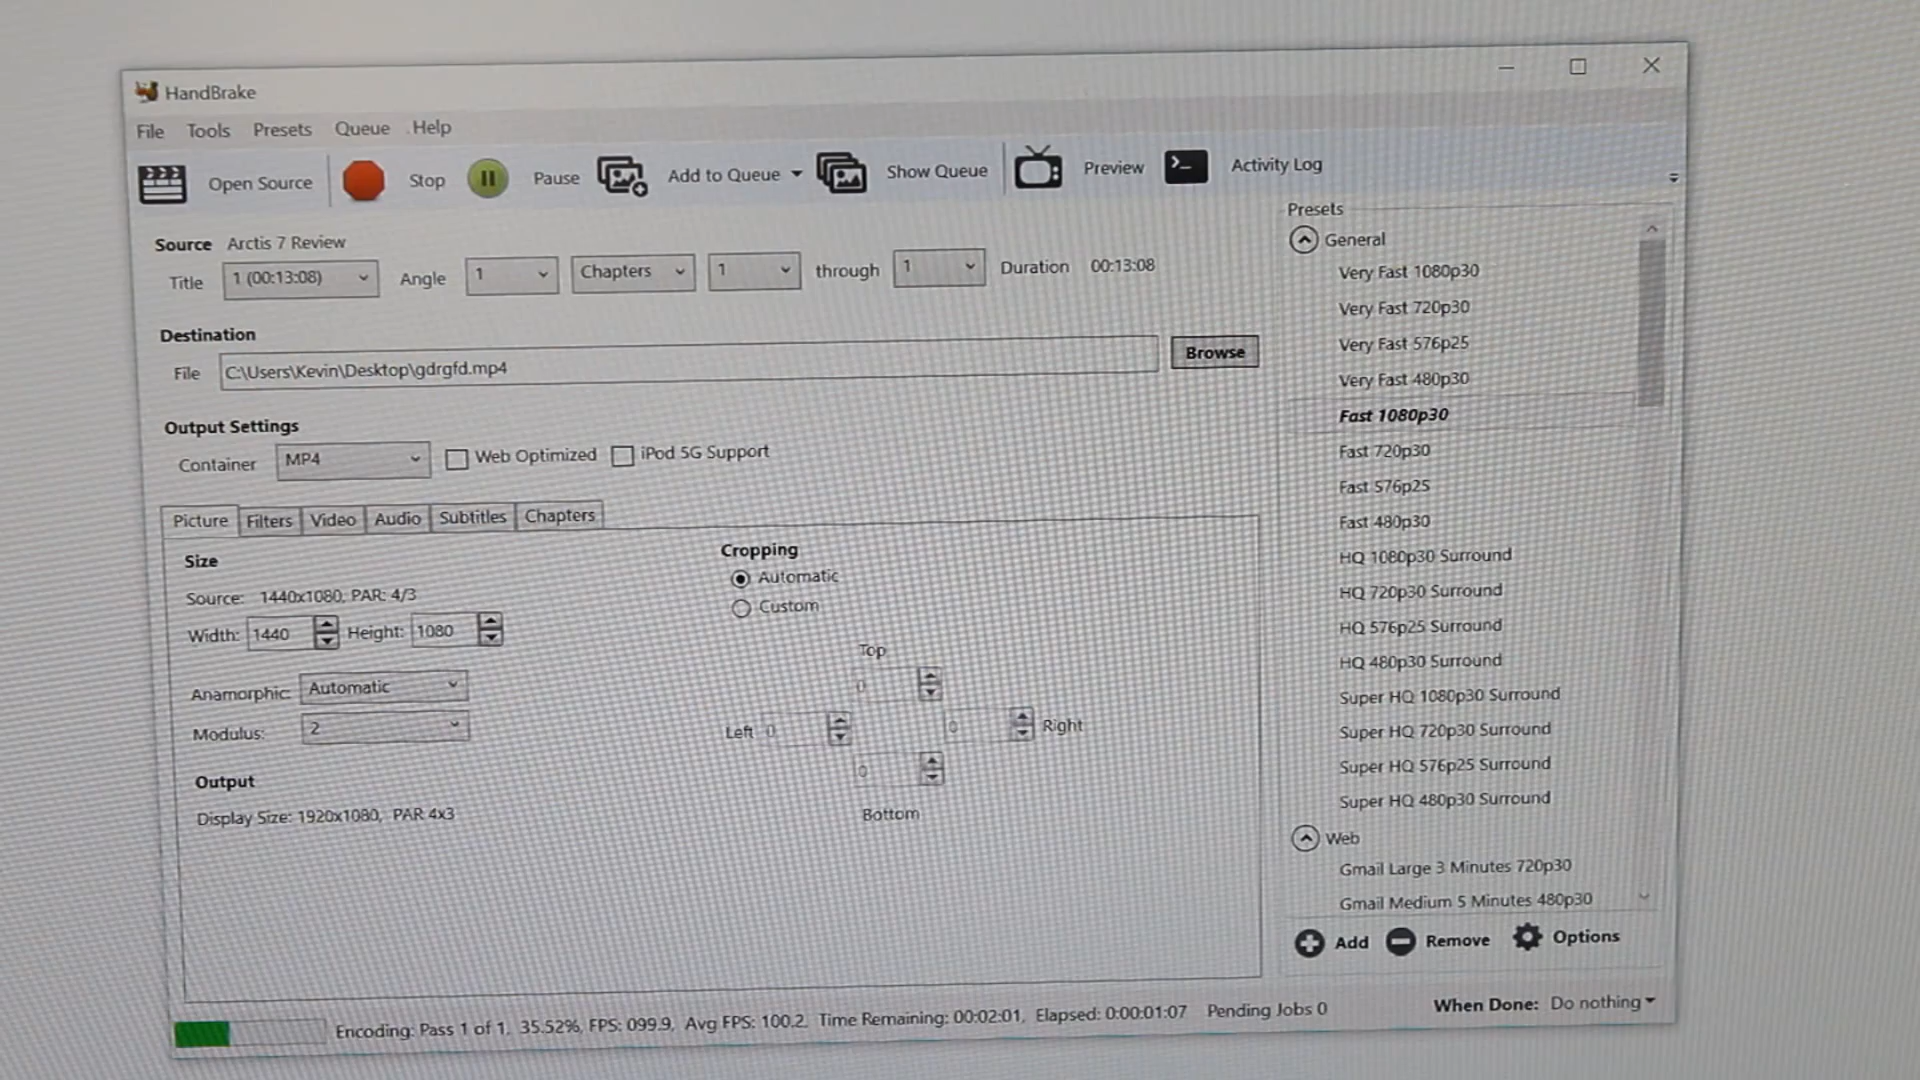 HandBrake
File Tools Presets Queue Help
Open Source Stop Pause Add to Queue Show Queue Preview Activity Log
Source Arctis 7 Review
Title 1 (00:13:08) Angle 1 Chapters 1 through 1 Duration 00:13:08
Destination
File C:\Users\Kevin\Desktop\gdrgfd.mp4 Browse
Output Settings
Container MP4 Web Optimized iPod 5G Support
Picture Filters Video Audio Subtitles Chapters
Size
Source: 1440x1080, PAR: 4/3
Width: 1440 Height: 1080
Anamorphic: Automatic
Modulus: 2
Output
Display Size: 1920x1080, PAR 4x3
Cropping
Automatic
Custom
Top
0
Left 0 0 Right
0
Bottom
Presets
General
Very Fast 1080p30
Very Fast 720p30
Very Fast 576p25
Very Fast 480p30
Fast 1080p30
Fast 720p30
Fast 576p25
Fast 480p30
HQ 1080p30 Surround
HQ 720p30 Surround
HQ 576p25 Surround
HQ 480p30 Surround
Super HQ 1080p30 Surround
Super HQ 720p30 Surround
Super HQ 576p25 Surround
Super HQ 480p30 Surround
Web
Gmail Large 3 Minutes 720p30
Gmail Medium 5 Minutes 480p30
Add Remove Options
Encoding: Pass 1 of 1, 35.52%, FPS: 099.9, Avg FPS: 100.2, Time Remaining: 00:02:01, Elapsed: 0:00:01:07 Pending Jobs 0
When Done: Do nothing